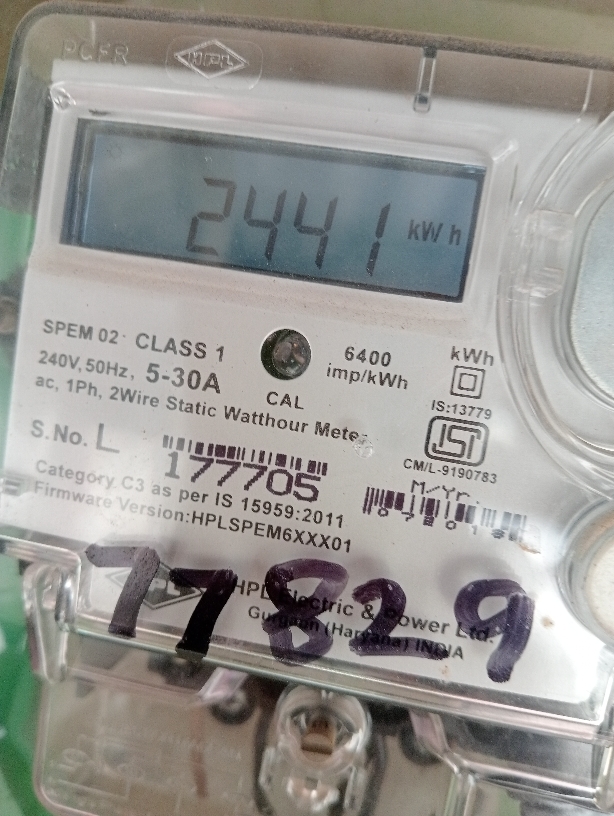 PCFR HPL
2441 kWh
SPEM 02 CLASS 1
240V, 50Hz, 5-30A
ac, 1Ph, 2Wire Static Watthour Meter
CAL
6400
imp/kWh
kWh
IS:13779
ISI
CM/L-9190783
S.No. L
177705
M/Yr.
Category C3 as per IS 15959:2011
Firmware Version:HPLSPEM6XXX01
77829
HPL Electric & Power Ltd.
Gurgaon (Haryana) INDIA